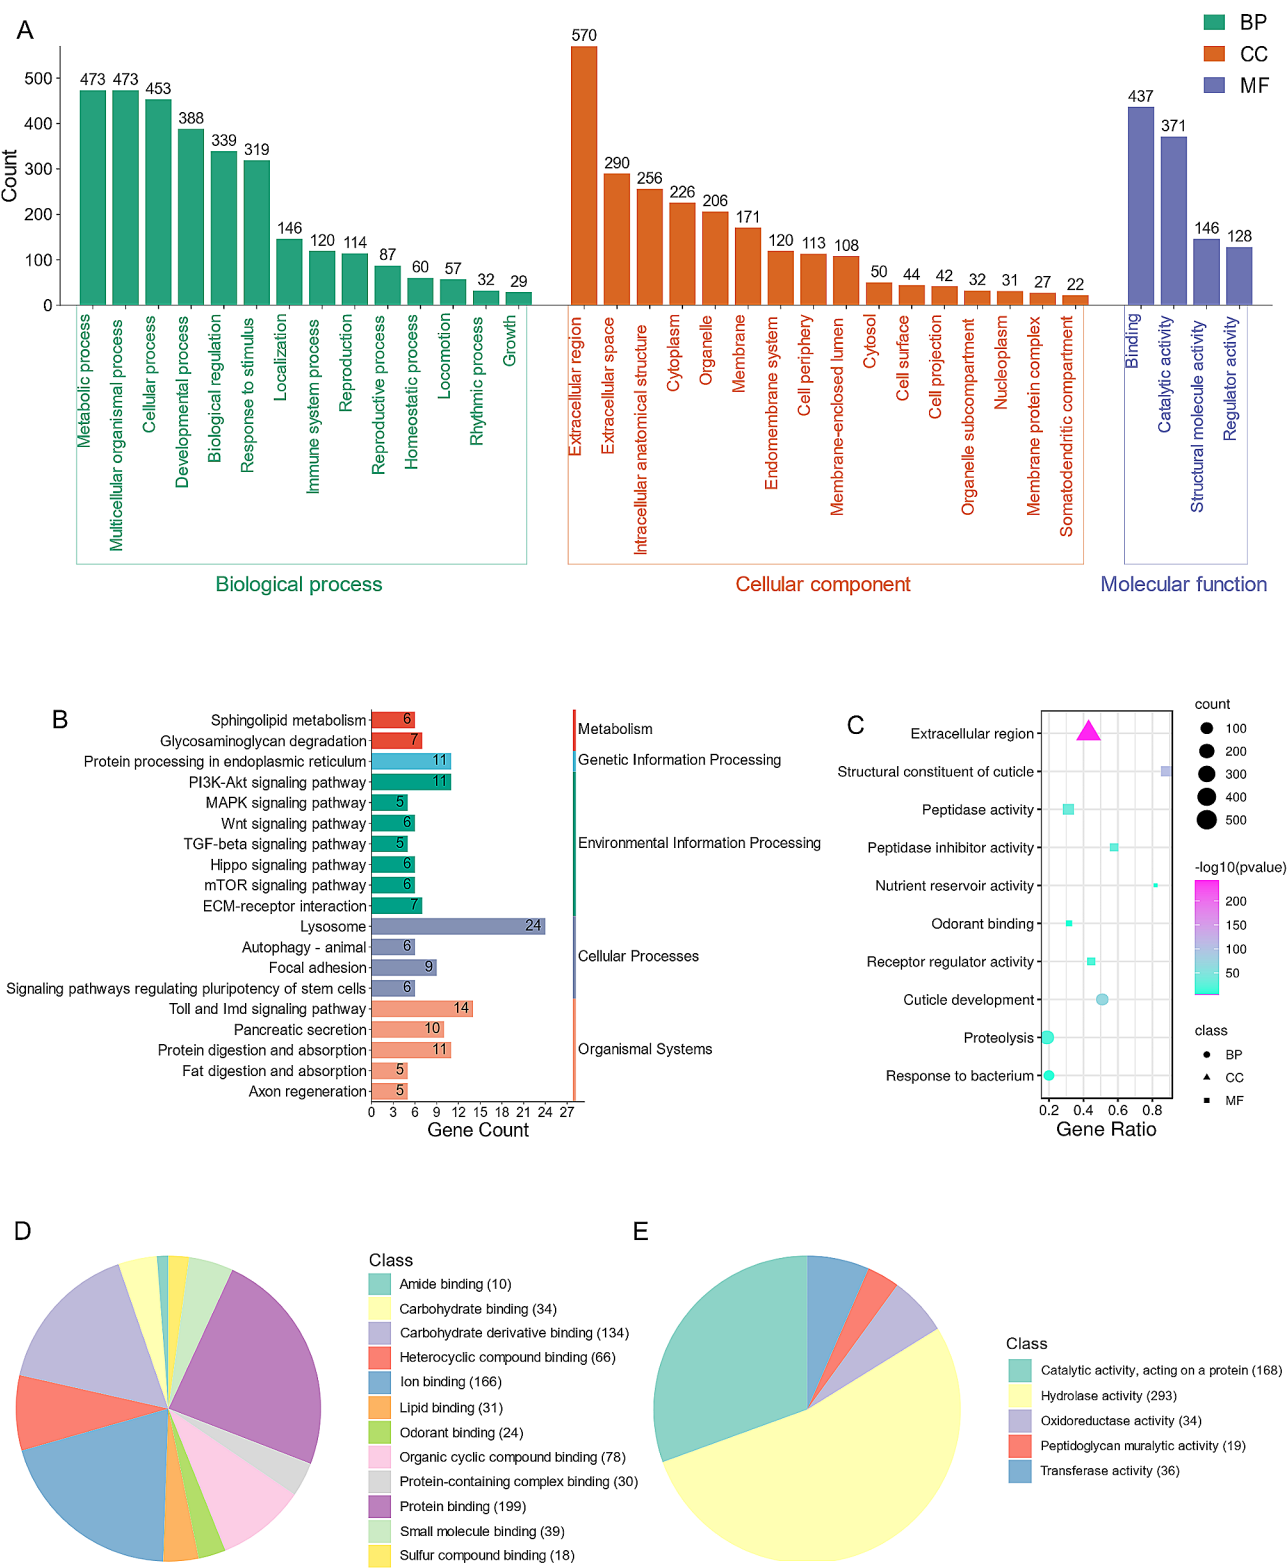 A
BP
CC
MF
Count
500
400
300
200
100
0
473
473
453
388
339
319
146
120
114
87
60
57
32
29
570
290
256
226
206
171
120
113
108
50
44
42
32
31
27
22
437
371
146
128
Metabolic process
Multicellular organismal process
Cellular process
Developmental process
Biological regulation
Response to stimulus
Localization
Immune system process
Reproduction
Reproductive process
Homeostatic process
Locomotion
Rhythmic process
Growth
Extracellular region
Extracellular space
Intracellular anatomical structure
Cytoplasm
Organelle
Membrane
Endomembrane system
Cell periphery
Membrane-enclosed lumen
Cytosol
Cell surface
Cell projection
Organelle subcompartment
Nucleoplasm
Membrane protein complex
Somatodendritic compartment
Binding
Catalytic activity
Structural molecule activity
Regulator activity
Biological process
Cellular component
Molecular function
B
Sphingolipid metabolism 6
Glycosaminoglycan degradation 7
Protein processing in endoplasmic reticulum 11
PI3K-Akt signaling pathway 11
MAPK signaling pathway 5
Wnt signaling pathway 6
TGF-beta signaling pathway 5
Hippo signaling pathway 6
mTOR signaling pathway 6
ECM-receptor interaction 7
Lysosome 24
Autophagy - animal 6
Focal adhesion 9
Signaling pathways regulating pluripotency of stem cells 6
Toll and Imd signaling pathway 14
Pancreatic secretion 10
Protein digestion and absorption 11
Fat digestion and absorption 5
Axon regeneration 5
0 3 6 9 12 15 18 21 24 27
Gene Count
Metabolism
Genetic Information Processing
Environmental Information Processing
Cellular Processes
Organismal Systems
C
Extracellular region
Structural constituent of cuticle
Peptidase activity
Peptidase inhibitor activity
Nutrient reservoir activity
Odorant binding
Receptor regulator activity
Cuticle development
Proteolysis
Response to bacterium
0.2 0.4 0.6 0.8
Gene Ratio
count
100
200
300
400
500
-log10(pvalue)
200
150
100
50
class
BP
CC
MF
D
Class
Amide binding (10)
Carbohydrate binding (34)
Carbohydrate derivative binding (134)
Heterocyclic compound binding (66)
Ion binding (166)
Lipid binding (31)
Odorant binding (24)
Organic cyclic compound binding (78)
Protein-containing complex binding (30)
Protein binding (199)
Small molecule binding (39)
Sulfur compound binding (18)
E
Class
Catalytic activity, acting on a protein (168)
Hydrolase activity (293)
Oxidoreductase activity (34)
Peptidoglycan muralytic activity (19)
Transferase activity (36)